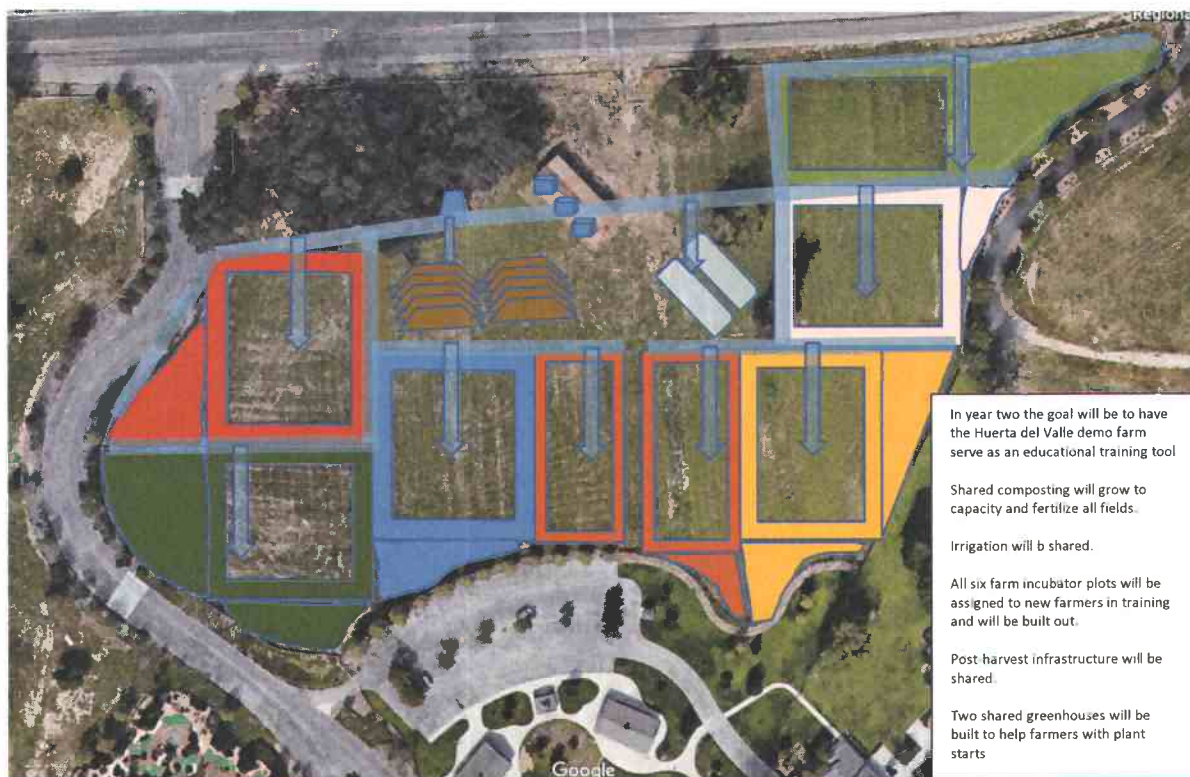 Regiona
In year two the goal will be to have
the Huerta del Valle demo farm
serve as an educational training tool
Shared composting will grow to
capacity and fertilize all fields.
Irrigation will b shared.
All six farm incubator plots will be
assigned to new farmers in training
and will be built out.
Post-harvest infrastructure will be
shared.
Two shared greenhouses will be
built to help farmers with plant
starts
Google